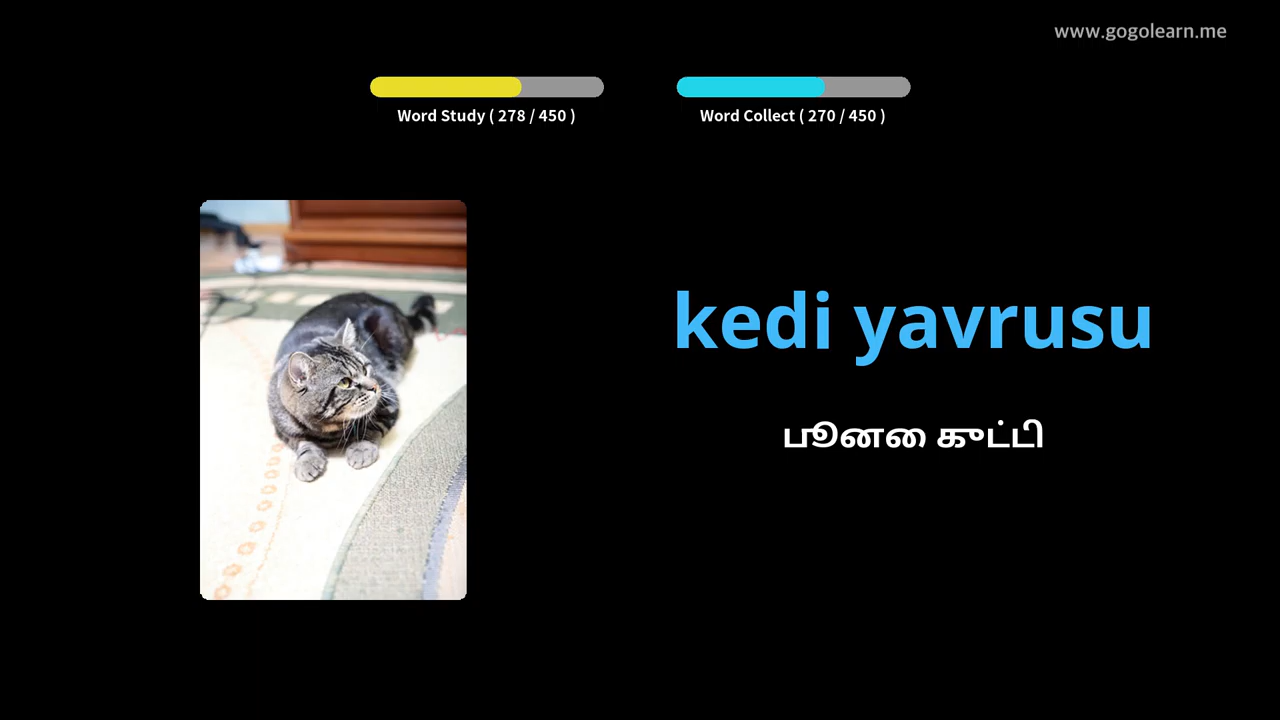 www.gogolearn.me
Word Study ( 278 / 450 )
Word Collect ( 270 / 450 )
kedi yavrusu
பூனை குட்டி